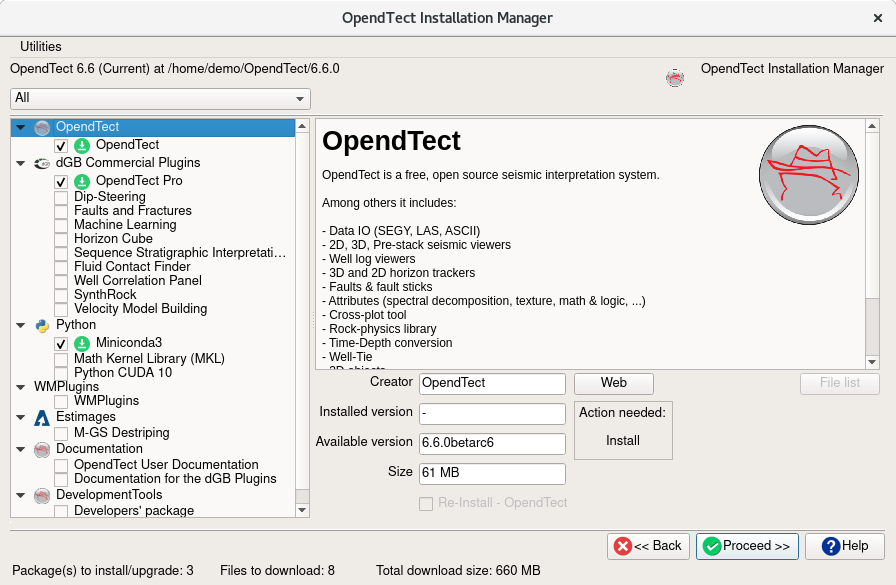 OpendTect Installation Manager
Utilities
OpendTect 6.6 (Current) at /home/demo/OpendTect/6.6.0
OpendTect Installation Manager
All
OpendTect
OpendTect
dGB Commercial Plugins
OpendTect Pro
Dip-Steering
Faults and Fractures
Machine Learning
Horizon Cube
Sequence Stratigraphic Interpretati...
Fluid Contact Finder
Well Correlation Panel
SynthRock
Velocity Model Building
Python
Miniconda3
Math Kernel Library (MKL)
Python CUDA 10
WMPlugins
WMPlugins
Estimages
M-GS Destriping
Documentation
OpendTect User Documentation
Documentation for the dGB Plugins
DevelopmentTools
Developers' package
OpendTect
OpendTect is a free, open source seismic interpretation system.
Among others it includes:
- Data IO (SEGY, LAS, ASCII)
- 2D, 3D, Pre-stack seismic viewers
- Well log viewers
- 3D and 2D horizon trackers
- Faults & fault sticks
- Attributes (spectral decomposition, texture, math & logic, ...)
- Cross-plot tool
- Rock-physics library
- Time-Depth conversion
- Well-Tie
Creator OpendTect Web File list
Installed version -
Action needed:
Install
Available version 6.6.0betarc6
Size 61 MB
Re-Install - OpendTect
<< Back Proceed >> Help
Package(s) to install/upgrade: 3 Files to download: 8 Total download size: 660 MB